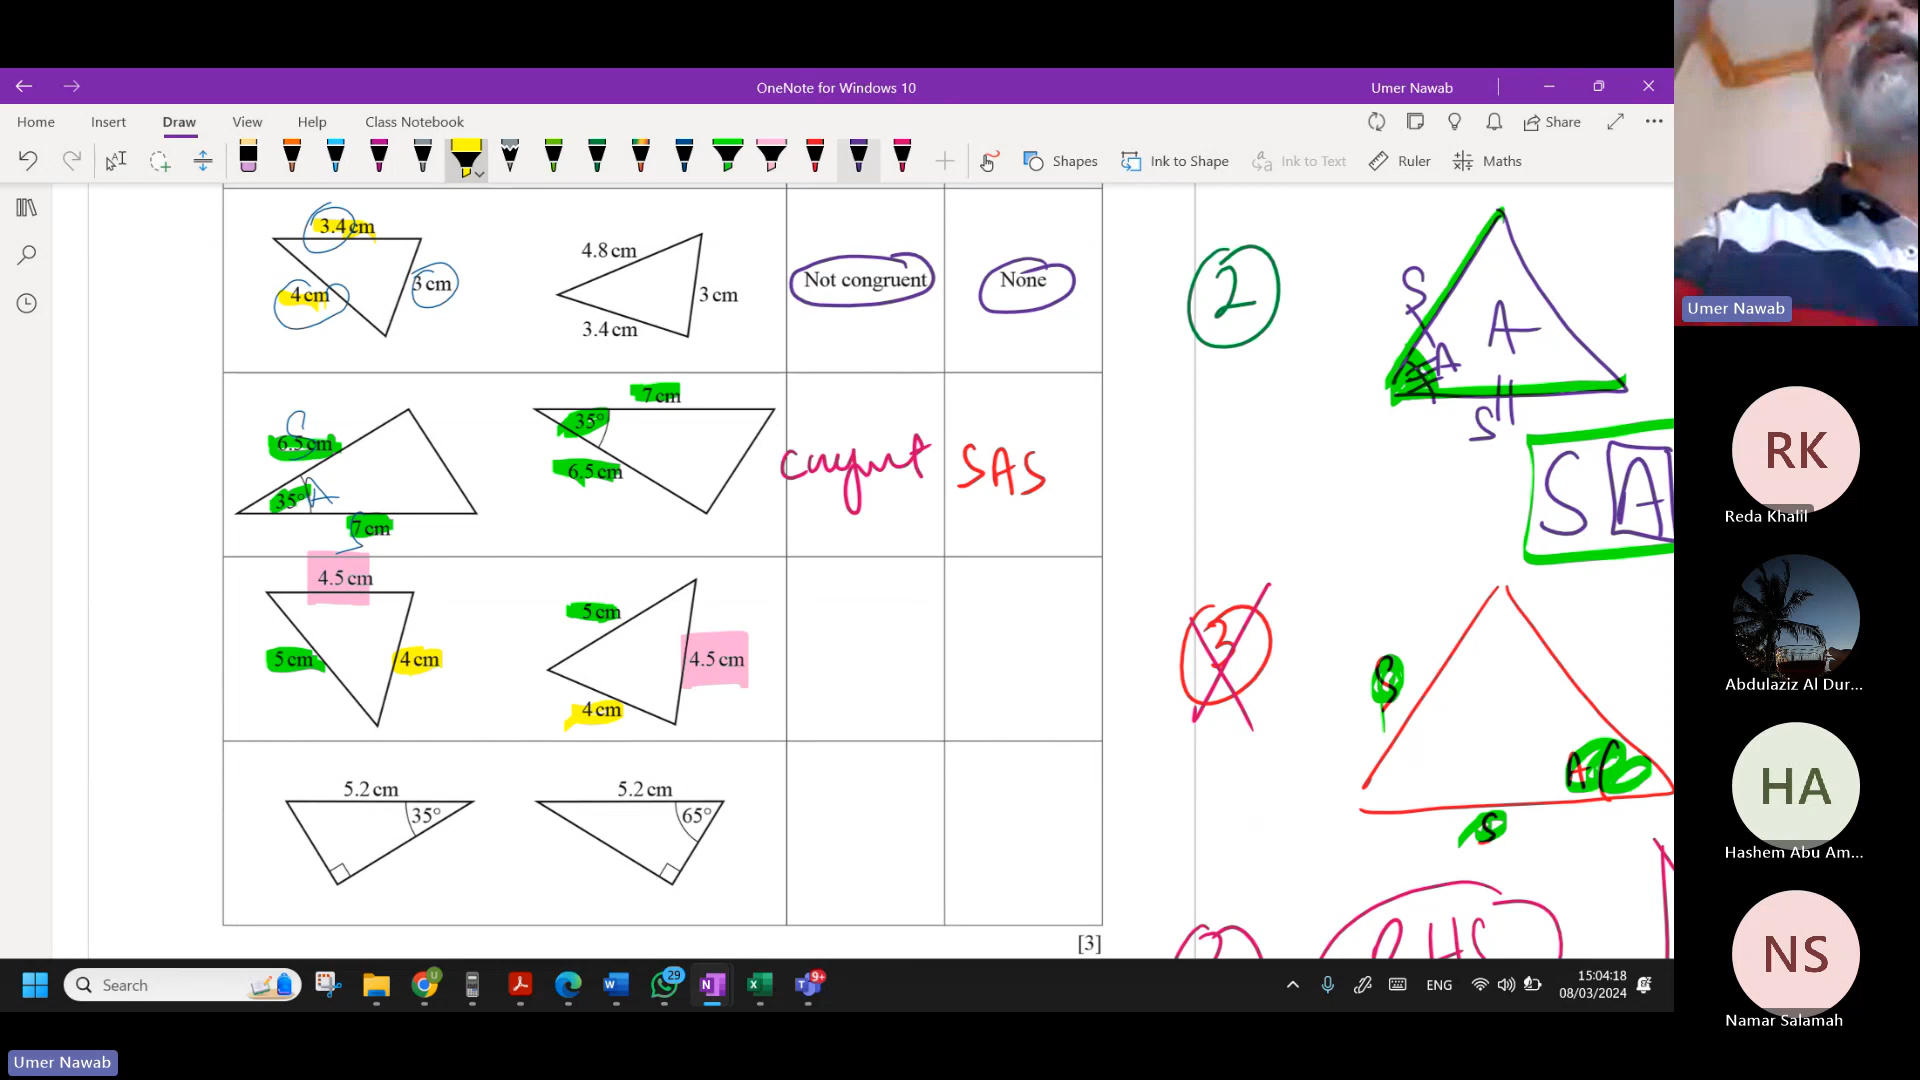 OneNote for Windows 10
Umer Nawab
Home
Insert
Draw
View
Help
Class Notebook
Share
Shapes
Ink to Shape
Ink to Text
Ruler
Maths
3.4 cm
4 cm
3 cm
4.8 cm
3 cm
3.4 cm
Not congruent
None
S
6.5 cm
35°
A
7 cm
S
7 cm
35°
6.5 cm
SAS
4.5 cm
5 cm
4 cm
5 cm
4.5 cm
4 cm
5.2 cm
35°
5.2 cm
65°
[3]
2
S
A
A
S
S A
3
S
A
S
RHS
Umer Nawab
RK
Reda Khalil
Abdulaziz Al Dur...
HA
Hashem Abu Am...
NS
Namar Salamah
Search
U
29
9+
ENG
15:04:18
08/03/2024
Umer Nawab